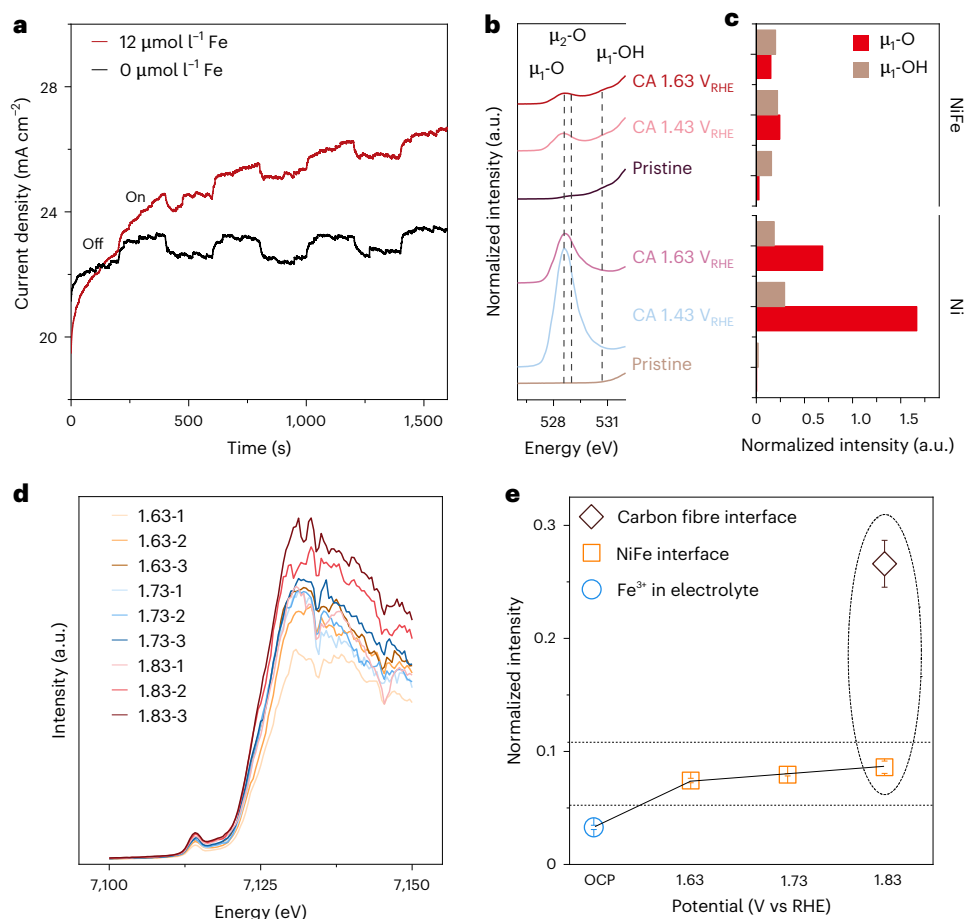 a
28
24
20
Current density (mA cm⁻²)
12 µmol l⁻¹ Fe
0 µmol l⁻¹ Fe
On
Off
0
500
1,000
1,500
Time (s)
b
Normalized intensity (a.u.)
µ₂-O
µ₁-O
µ₁-OH
CA 1.63 V_RHE
CA 1.43 V_RHE
Pristine
CA 1.63 V_RHE
CA 1.43 V_RHE
Pristine
528
531
Energy (eV)
c
µ₁-O
µ₁-OH
NiFe
Ni
0
0.5
1.0
1.5
Normalized intensity (a.u.)
d
Intensity (a.u.)
1.63-1
1.63-2
1.63-3
1.73-1
1.73-2
1.73-3
1.83-1
1.83-2
1.83-3
7,100
7,125
7,150
Energy (eV)
e
Normalized intensity
0.3
0.2
0.1
0
Carbon fibre interface
NiFe interface
Fe³⁺ in electrolyte
OCP
1.63
1.73
1.83
Potential (V vs RHE)